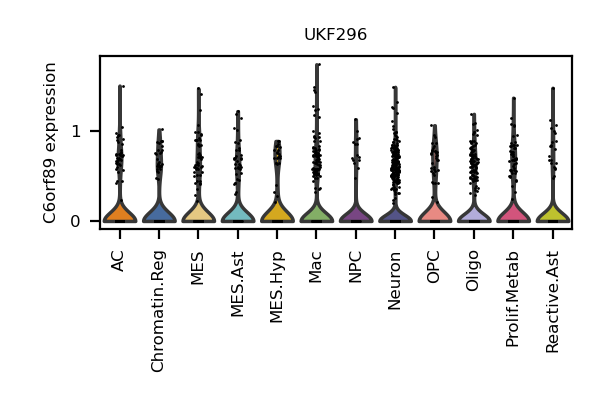 UKF296
C6orf89 expression
1
0
AC
Chromatin.Reg
MES
MES.Ast
MES.Hyp
Mac
NPC
Neuron
OPC
Oligo
Prolif.Metab
Reactive.Ast